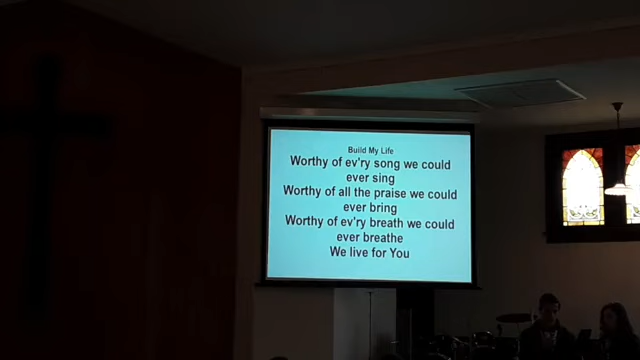 Build My Life
Worthy of ev'ry song we could
ever sing
Worthy of all the praise we could
ever bring
Worthy of ev'ry breath we could
ever breathe
We live for You